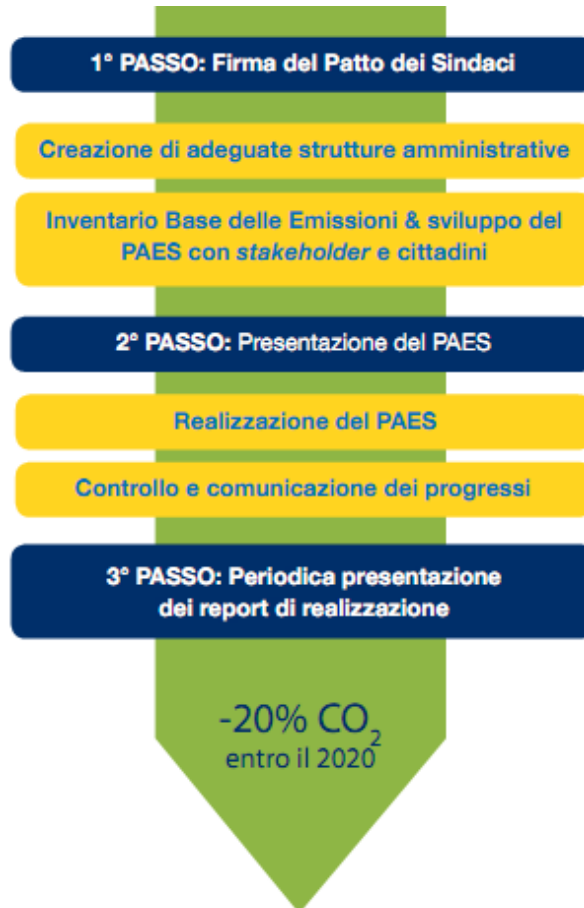 1° PASSO: Firma del Patto dei Sindaci
Creazione di adeguate strutture amministrative
Inventario Base delle Emissioni & sviluppo del
PAES con stakeholder e cittadini
2° PASSO: Presentazione del PAES
Realizzazione del PAES
Controllo e comunicazione dei progressi
3° PASSO: Periodica presentazione
dei report di realizzazione
-20% CO₂
entro il 2020